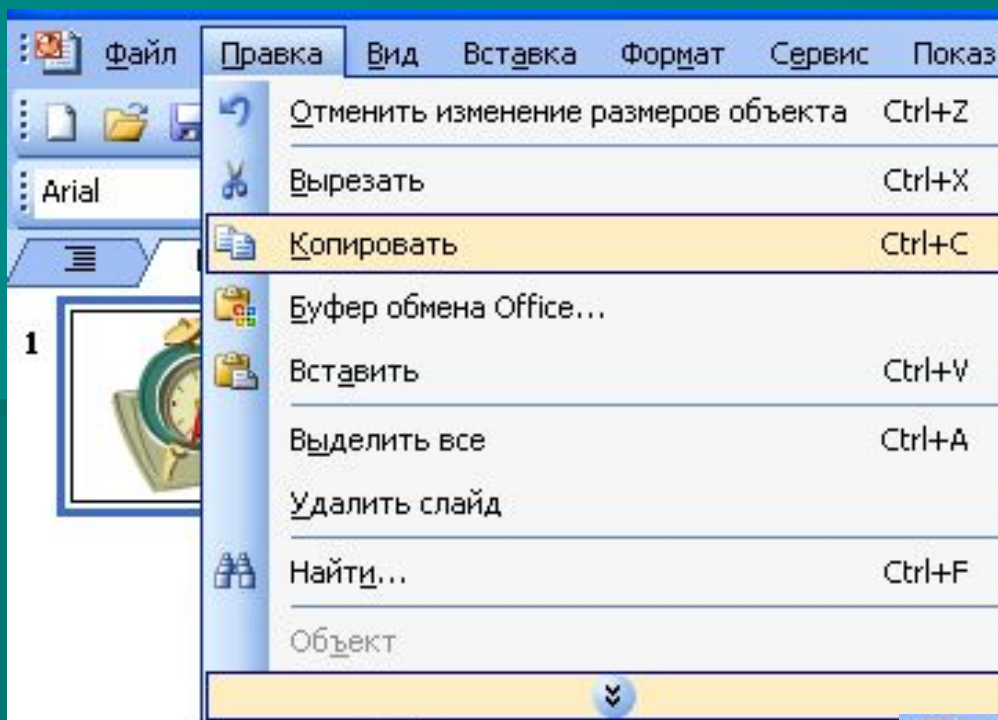 Файл Правка Вид Вставка Формат Сервис Показ
Отменить изменение размеров объекта Ctrl+Z
Arial
Вырезать Ctrl+X
Копировать Ctrl+C
Буфер обмена Office...
1
Вставить Ctrl+V
Выделить все Ctrl+A
Удалить слайд
Найти... Ctrl+F
Объект